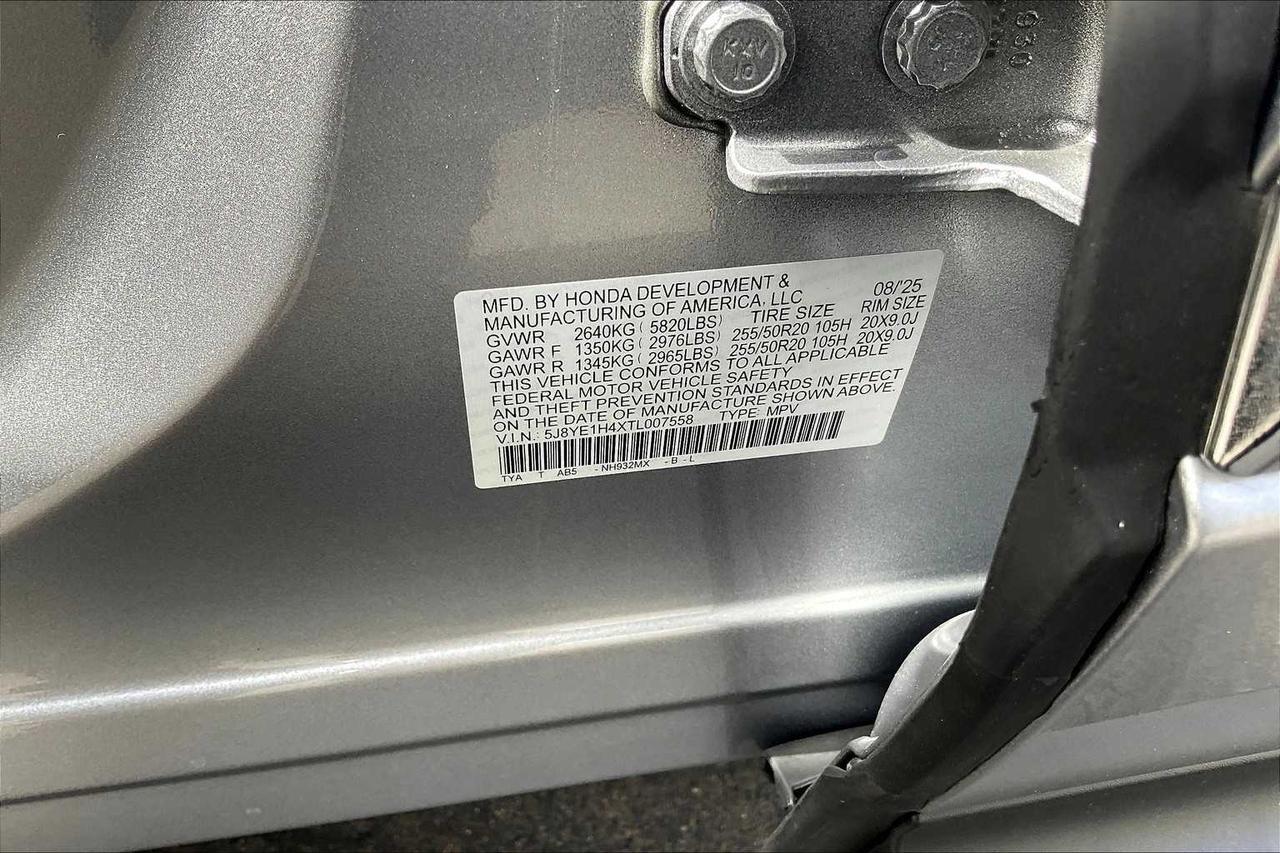 KXV
10
930
MFD. BY HONDA DEVELOPMENT & 08/'25
MANUFACTURING OF AMERICA, LLC
TIRE SIZE RIM SIZE
GVWR 2640KG ( 5820LBS)
GAWR F 1350KG ( 2976LBS) 255/50R20 105H 20X9.0J
GAWR R 1345KG ( 2965LBS) 255/50R20 105H 20X9.0J
THIS VEHICLE CONFORMS TO ALL APPLICABLE
FEDERAL MOTOR VEHICLE SAFETY
AND THEFT PREVENTION STANDARDS IN EFFECT
ON THE DATE OF MANUFACTURE SHOWN ABOVE.
V.I.N.: 5J8YE1H4XTL007558 TYPE: MPV
TYA T AB5 -NH932MX -B -L